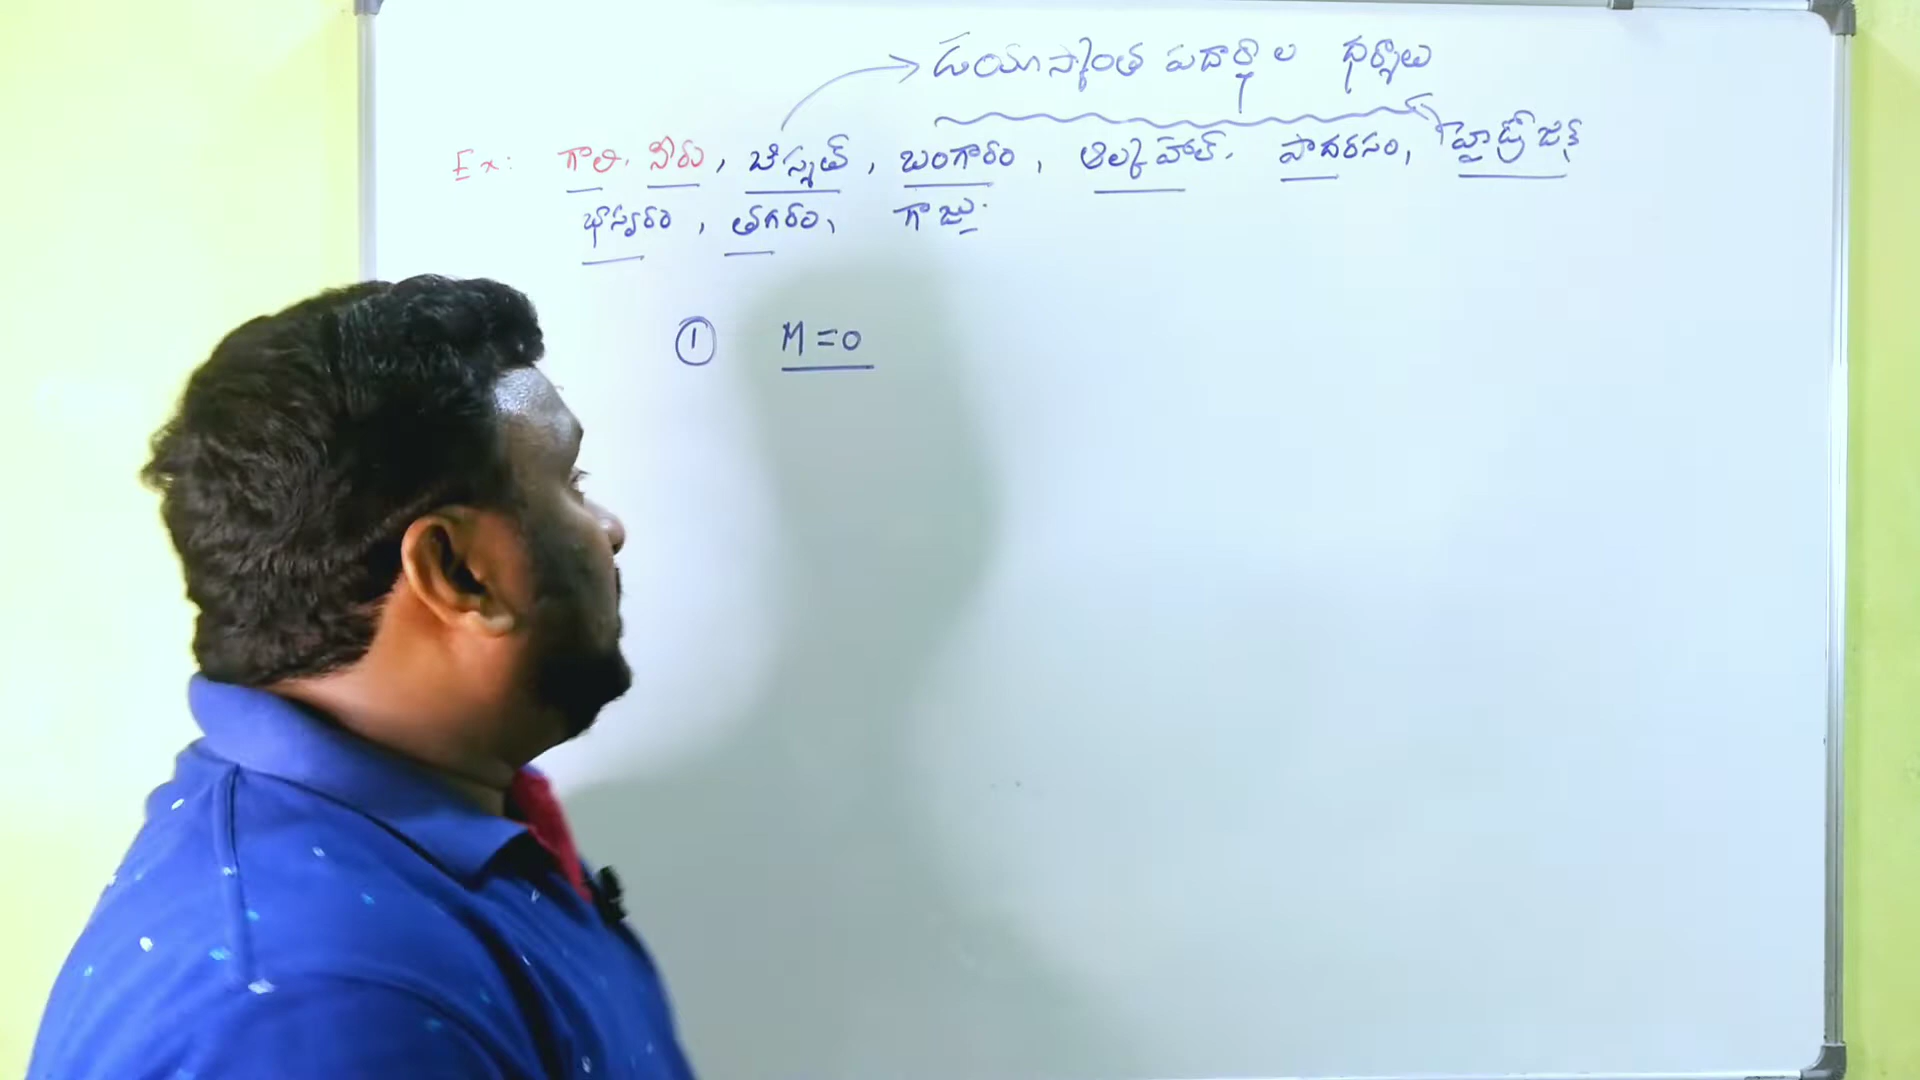 డయాస్కాంత పదార్థాల ధర్మాలు
Ex: గాలి. నీరు, బిస్మత్, బంగారం, ఆల్కహాల్. పాదరసం, హైడ్రోజన్
భాస్వరం, తగరం, గాజు.
① M=0